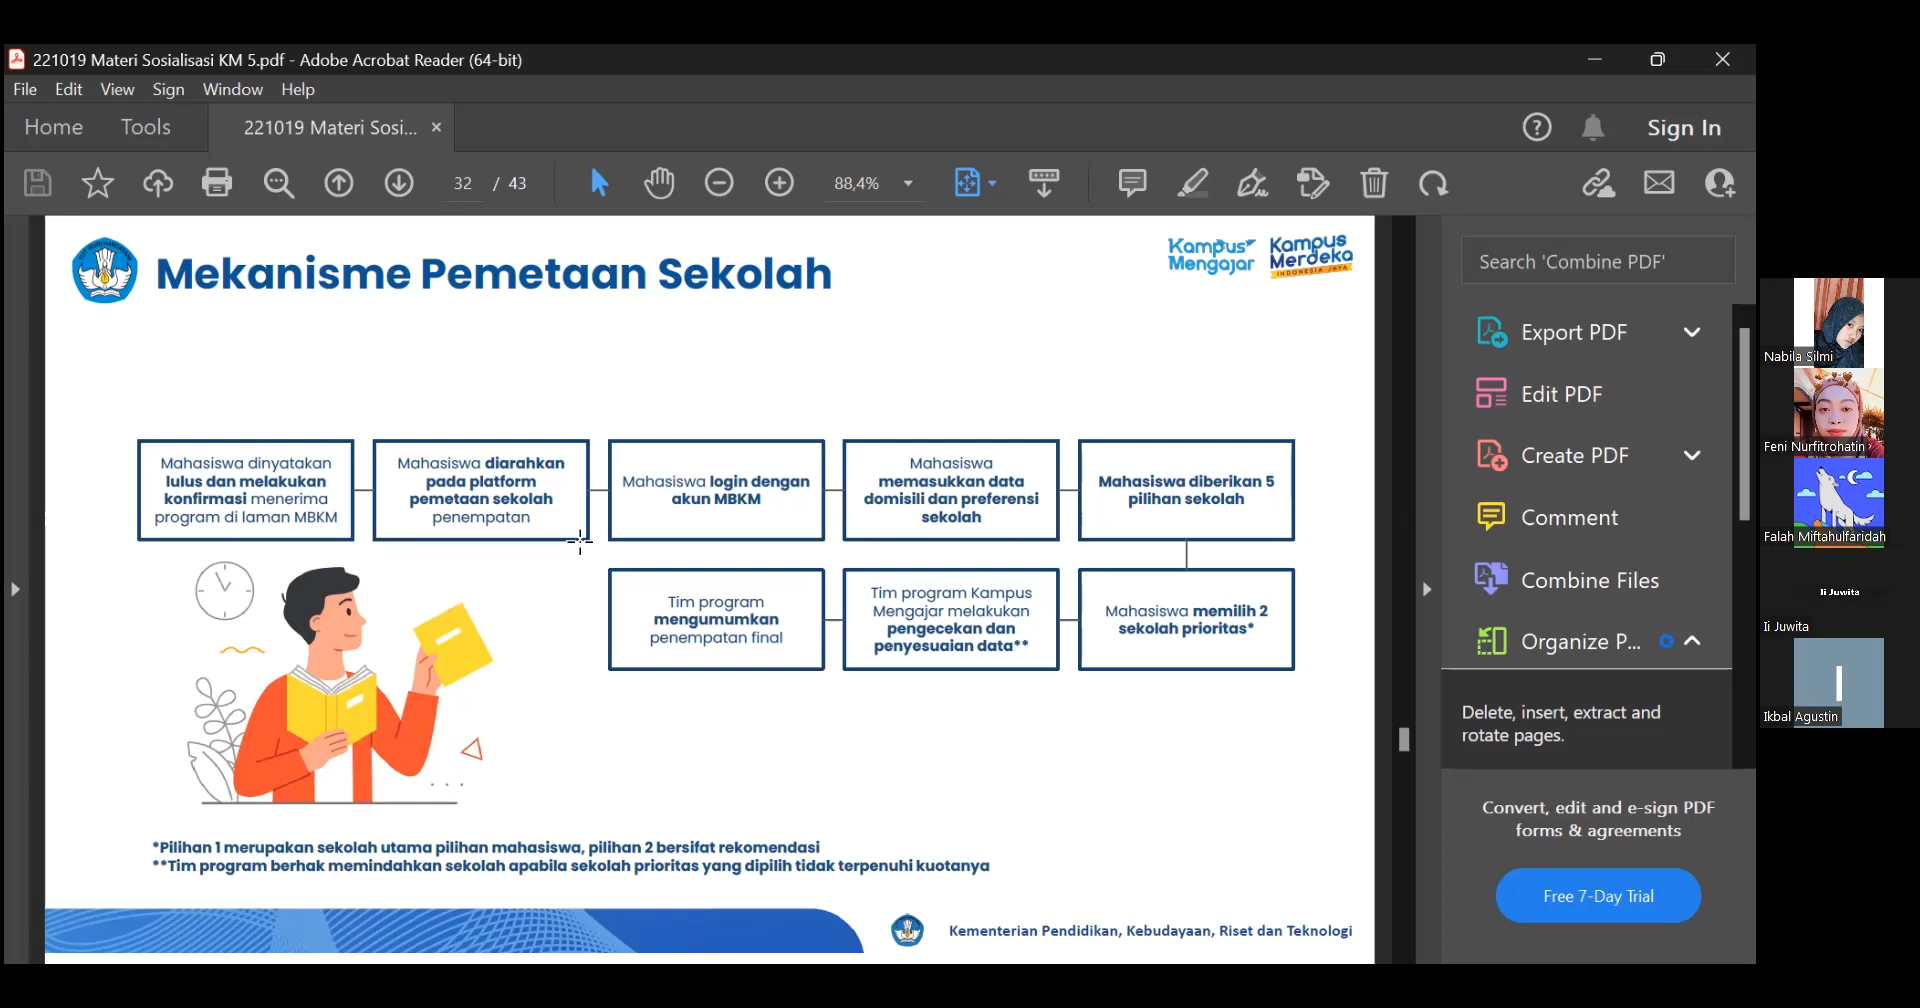 221019 Materi Sosialisasi KM 5.pdf - Adobe Acrobat Reader (64-bit)
File Edit View Sign Window Help
Home Tools 221019 Materi Sosi... × Sign In
32 / 43 88,4%
Mekanisme Pemetaan Sekolah
Kampus Mengajar
Kampus Merdeka
INDONESIA JAYA
Mahasiswa dinyatakan
lulus dan melakukan
konfirmasi menerima
program di laman MBKM
Mahasiswa diarahkan
pada platform
pemetaan sekolah
penempatan
Mahasiswa login dengan
akun MBKM
Mahasiswa
memasukkan data
domisili dan preferensi
sekolah
Mahasiswa diberikan 5
pilihan sekolah
Mahasiswa memilih 2
sekolah prioritas*
Tim program Kampus
Mengajar melakukan
pengecekan dan
penyesuaian data**
Tim program
mengumumkan
penempatan final
*Pilihan 1 merupakan sekolah utama pilihan mahasiswa, pilihan 2 bersifat rekomendasi
**Tim program berhak memindahkan sekolah apabila sekolah prioritas yang dipilih tidak terpenuhi kuotanya
Kementerian Pendidikan, Kebudayaan, Riset dan Teknologi
Search 'Combine PDF'
Export PDF
Edit PDF
Create PDF
Comment
Combine Files
Organize P...
Delete, insert, extract and
rotate pages.
Convert, edit and e-sign PDF
forms & agreements
Free 7-Day Trial
Nabila Silmi
Feni Nurfitrohatin
Falah Miftahulfaridah
Ii Juwita
Ii Juwita
I
Ikbal Agustin